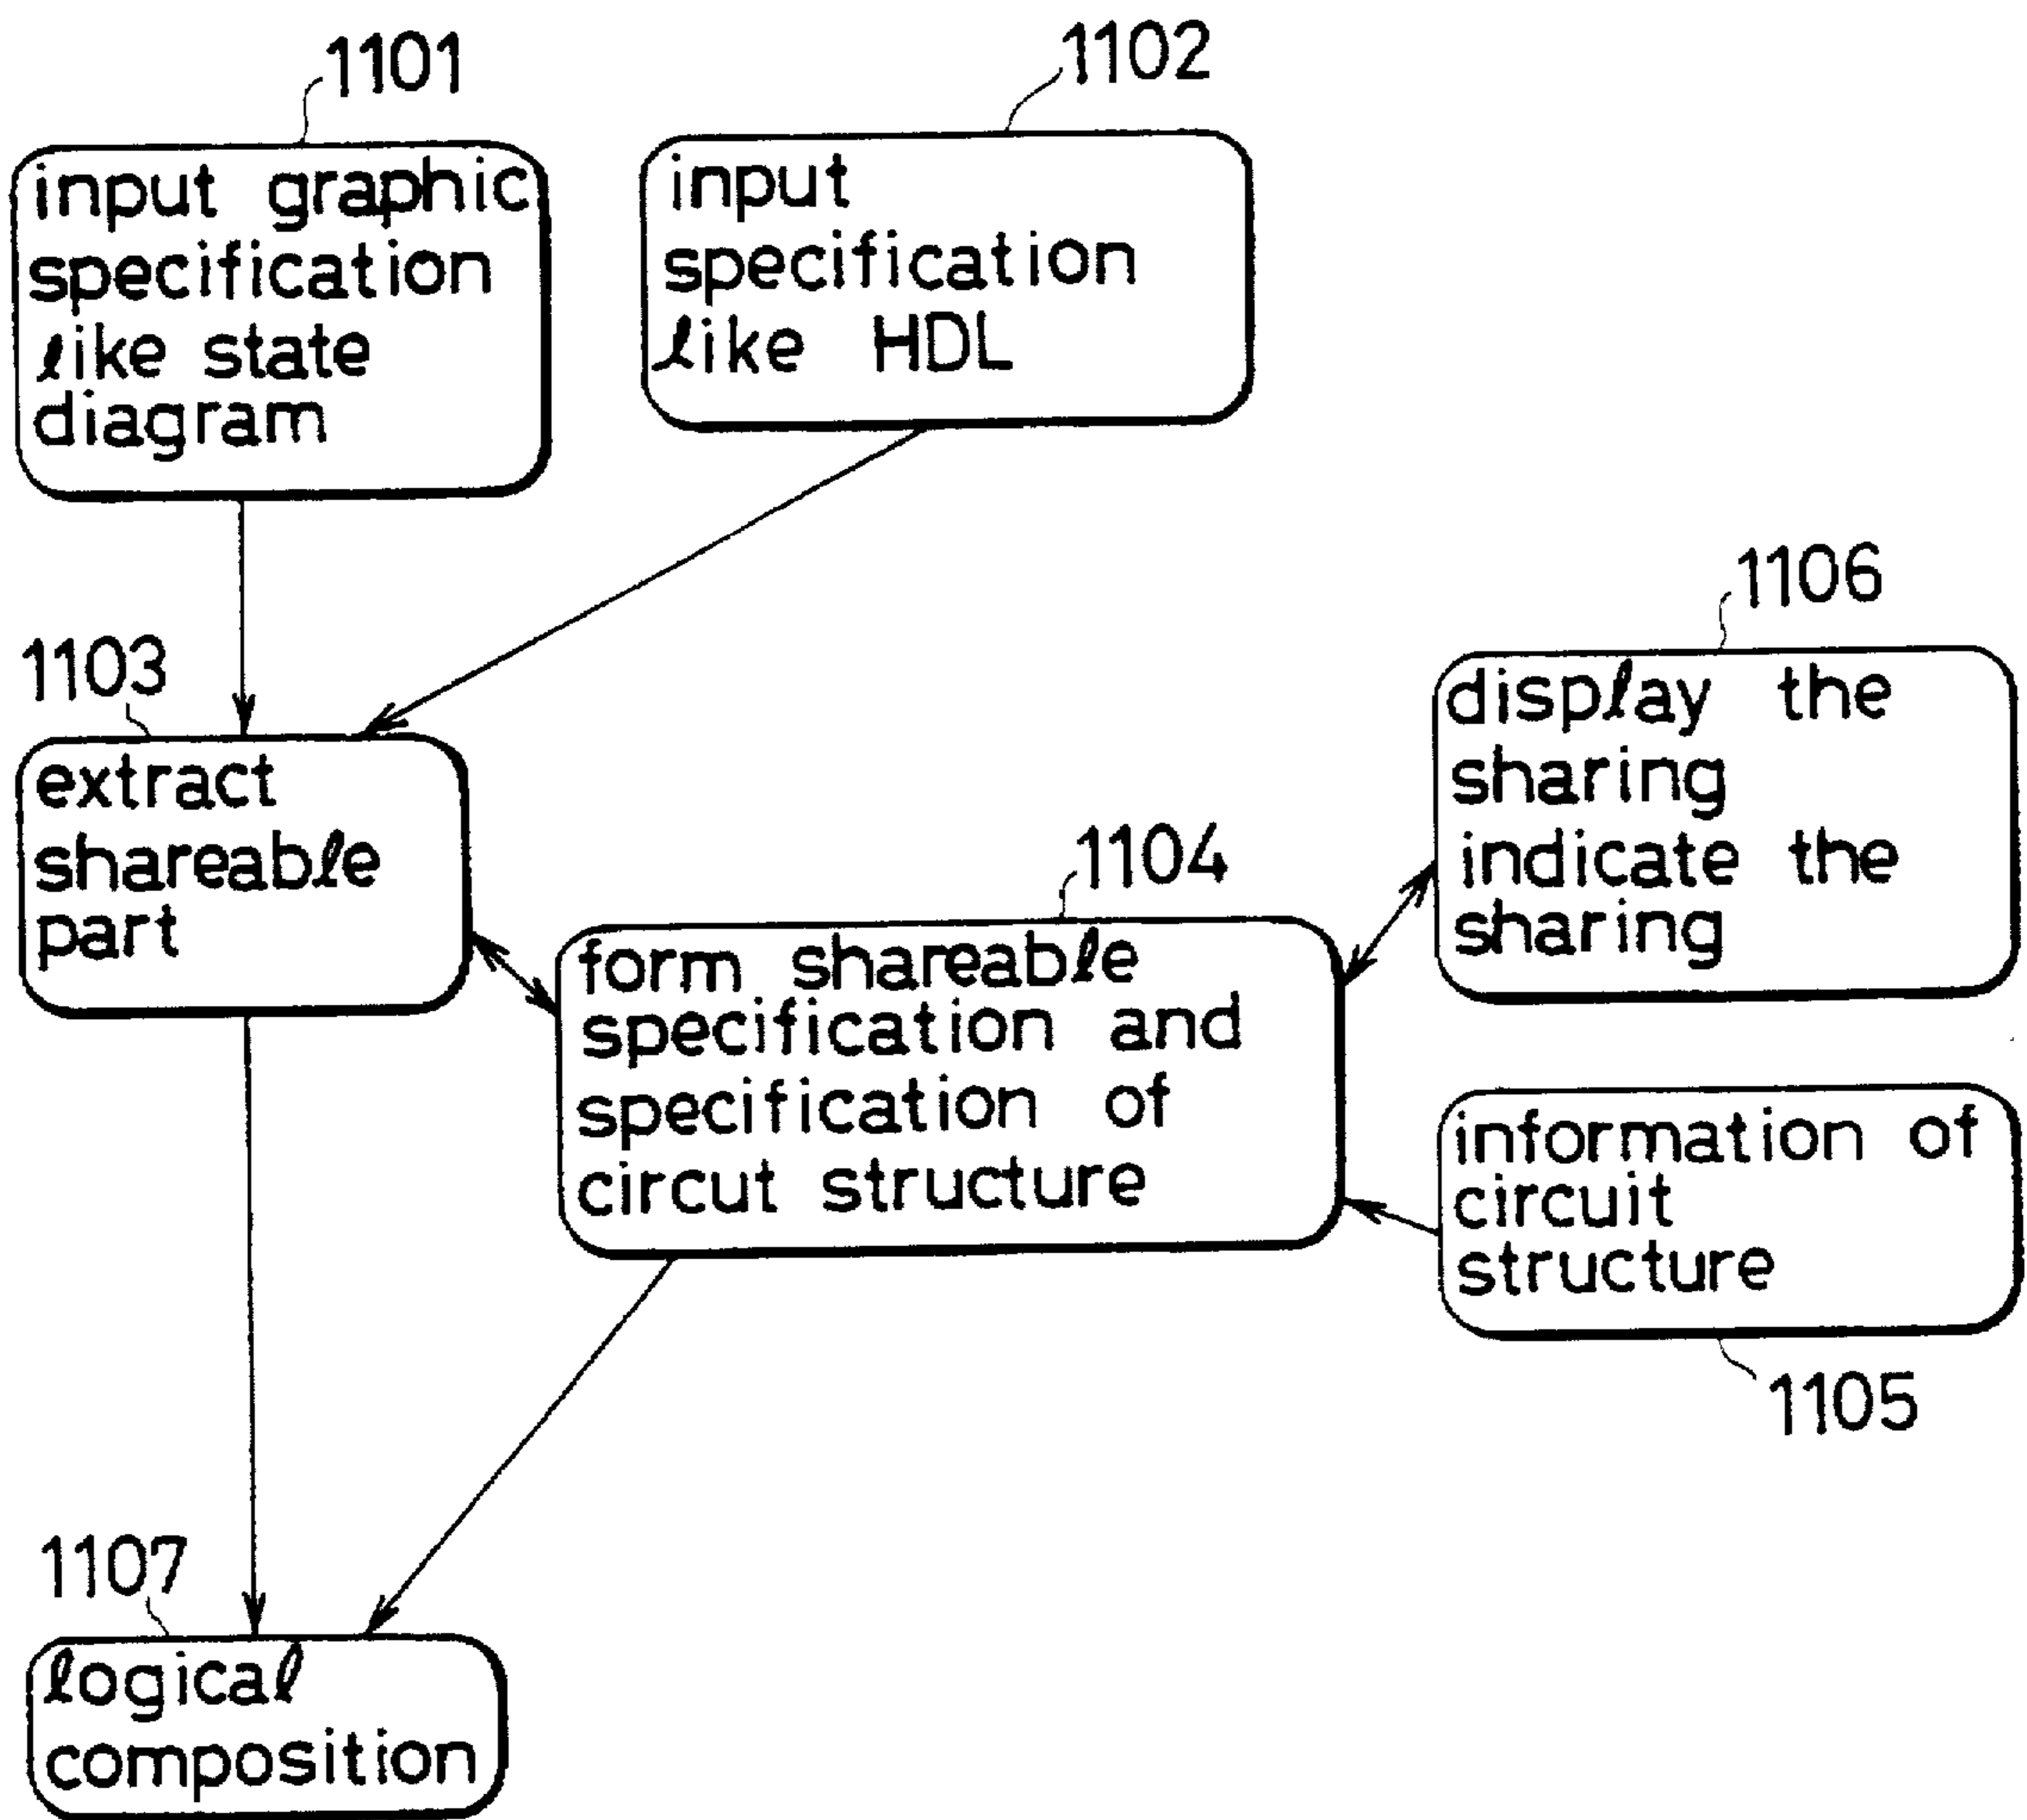 1101
input graphic
specification
like state
diagram
1102
input
specification
like HDL
1103
extract
shareable
part
1104
form shareable
specification and
specification of
circut structure
1106
display the
sharing
indicate the
sharing
information of
circuit
structure
1105
1107
logical
composition